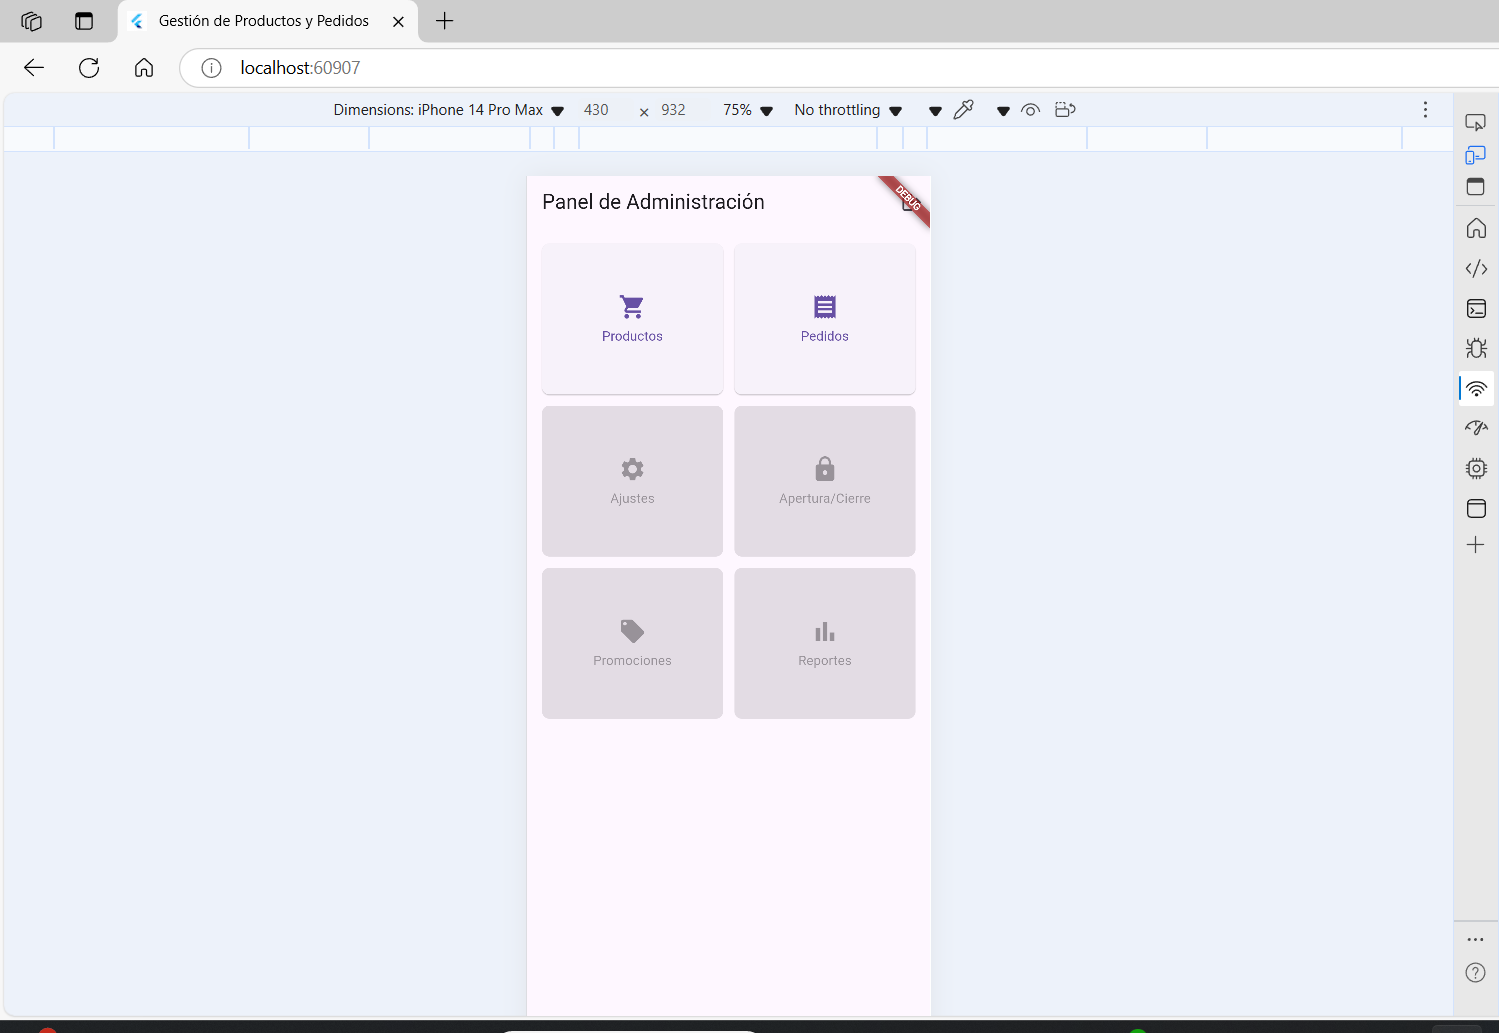 Gestión de Productos y Pedidos
localhost:60907
Dimensions: iPhone 14 Pro Max 430 × 932 75% No throttling
Panel de Administración
DEBUG
Productos
Pedidos
Ajustes
Apertura/Cierre
Promociones
Reportes